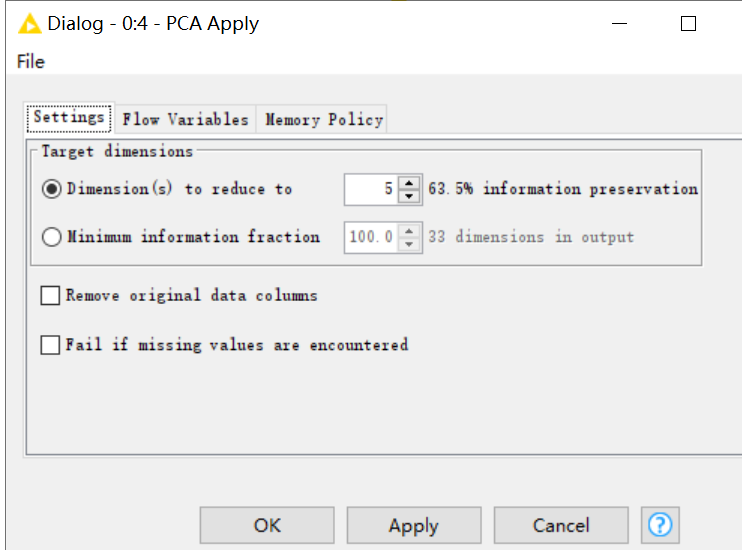 Dialog - 0:4 - PCA Apply
File
Settings Flow Variables Memory Policy
Target dimensions
Dimension(s) to reduce to 5 63.5% information preservation
Minimum information fraction 100.0 33 dimensions in output
Remove original data columns
Fail if missing values are encountered
OK Apply Cancel ?